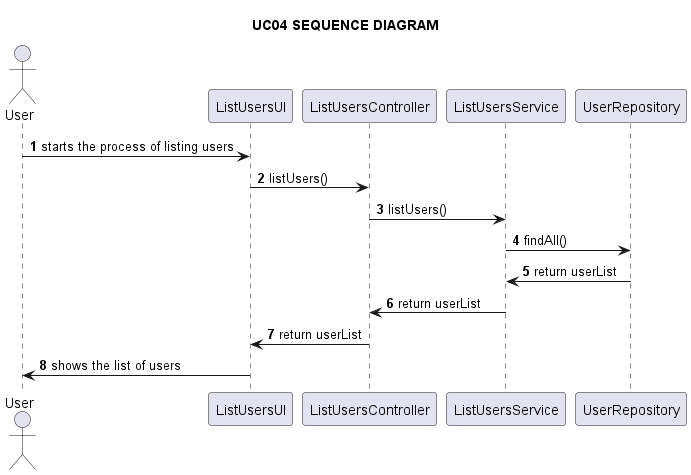 UC04 SEQUENCE DIAGRAM
User
ListUsersUI
ListUsersController
ListUsersService
UserRepository
1 starts the process of listing users
2 listUsers()
3 listUsers()
4 findAll()
5 return userList
6 return userList
7 return userList
8 shows the list of users
User
ListUsersUI
ListUsersController
ListUsersService
UserRepository